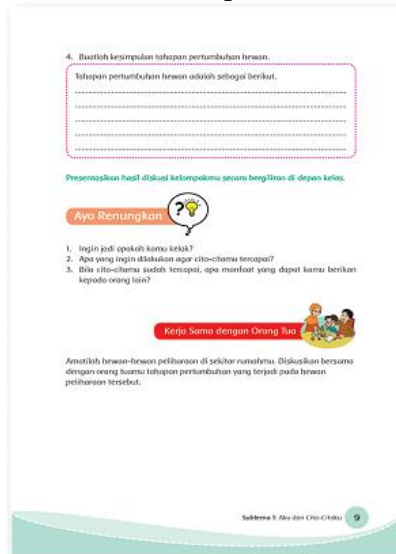 4. Buatlah kesimpulan tahapan pertumbuhan hewan.
Tahapan pertumbuhan hewan adalah sebagai berikut.
Presentasikan hasil diskusi kelompokmu secara bergiliran di depan kelas.
Ayo Renungkan
?
1. Ingin jadi apakah kamu kelak?
2. Apa yang ingin dilakukan agar cita-citamu tercapai?
3. Bila cita-citamu sudah tercapai, apa manfaat yang dapat kamu berikan
kepada orang lain?
Kerja Sama dengan Orang Tua
Amatilah hewan-hewan peliharaan di sekitar rumahmu. Diskusikan bersama
dengan orang tuamu tahapan pertumbuhan yang terjadi pada hewan
peliharaan tersebut.
Subtema 1: Aku dan Cita-Citaku 9